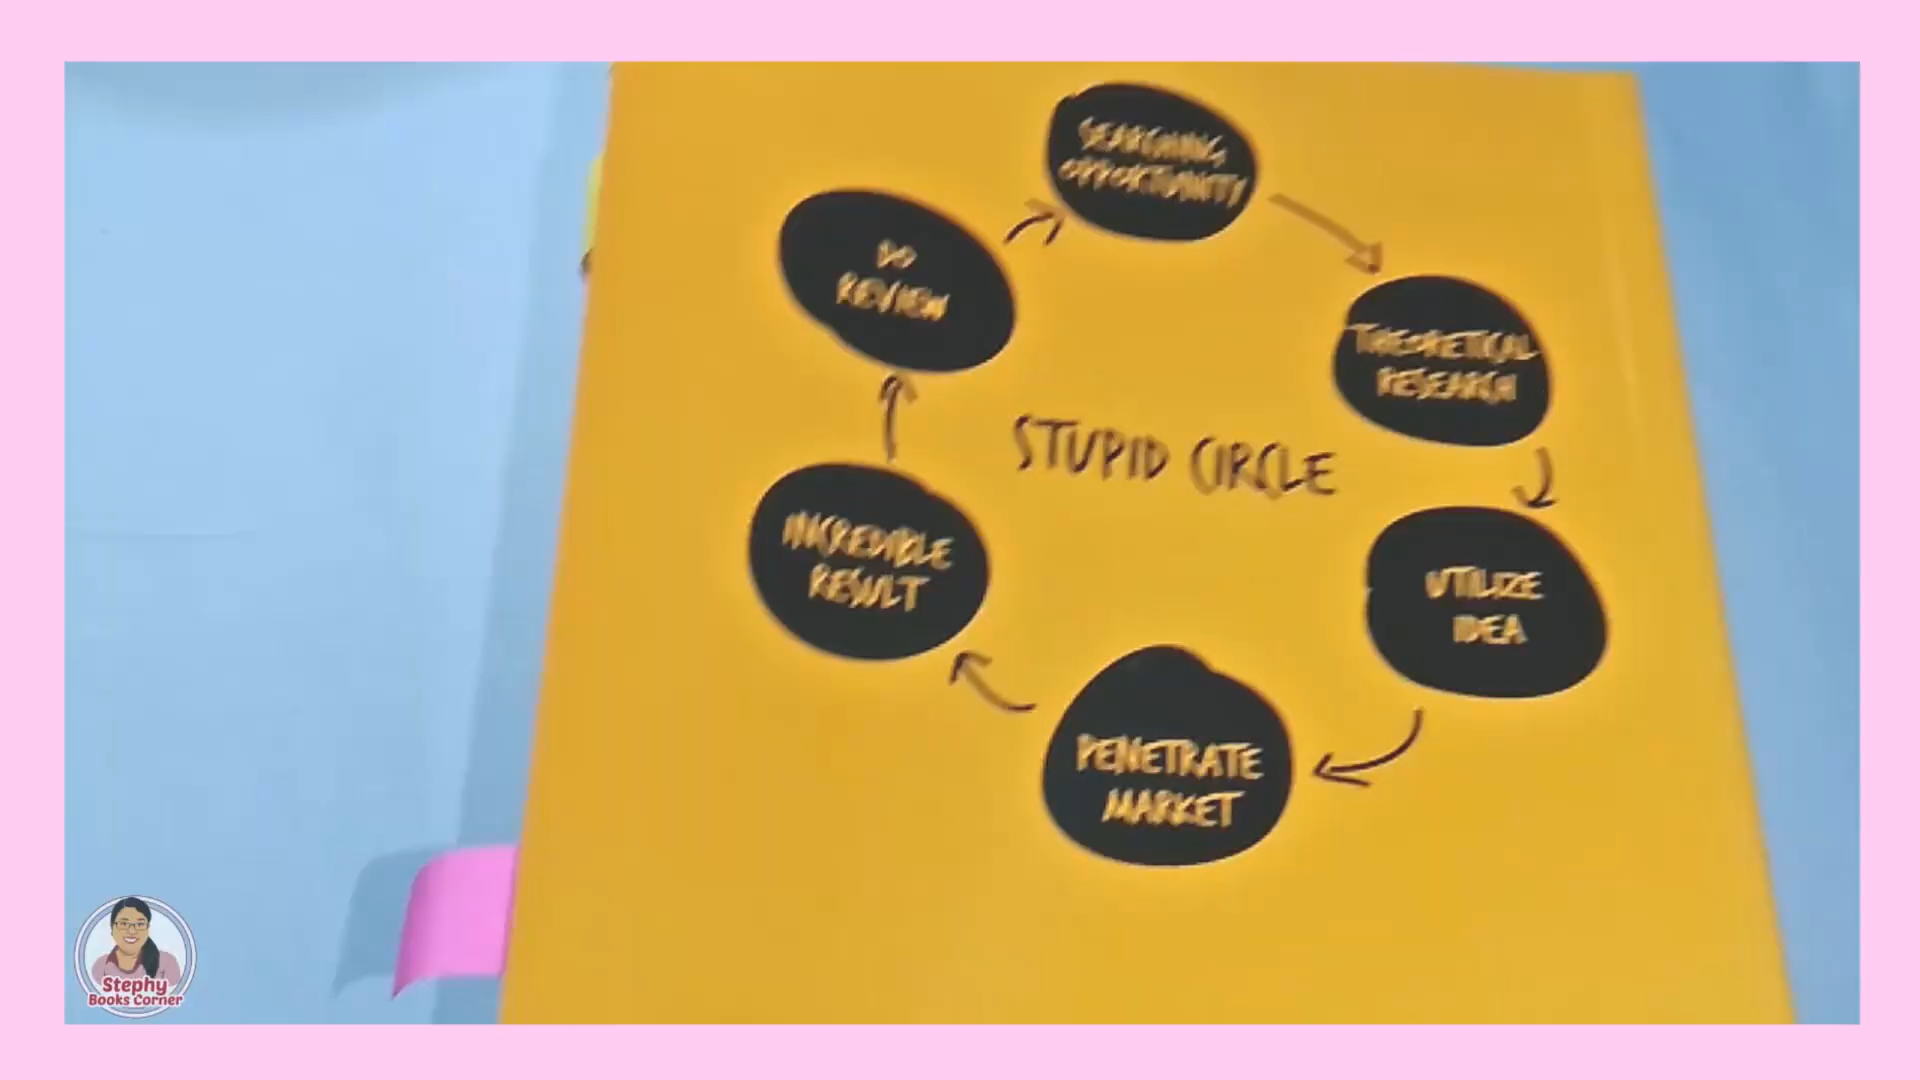 SEARCHING
OPPORTUNITY
THEORETICAL
RESEARCH
UTILIZE
IDEA
PENETRATE
MARKET
INCREDIBLE
RESULT
DO
REVIEW
STUPID CIRCLE
Stephy
Books Corner